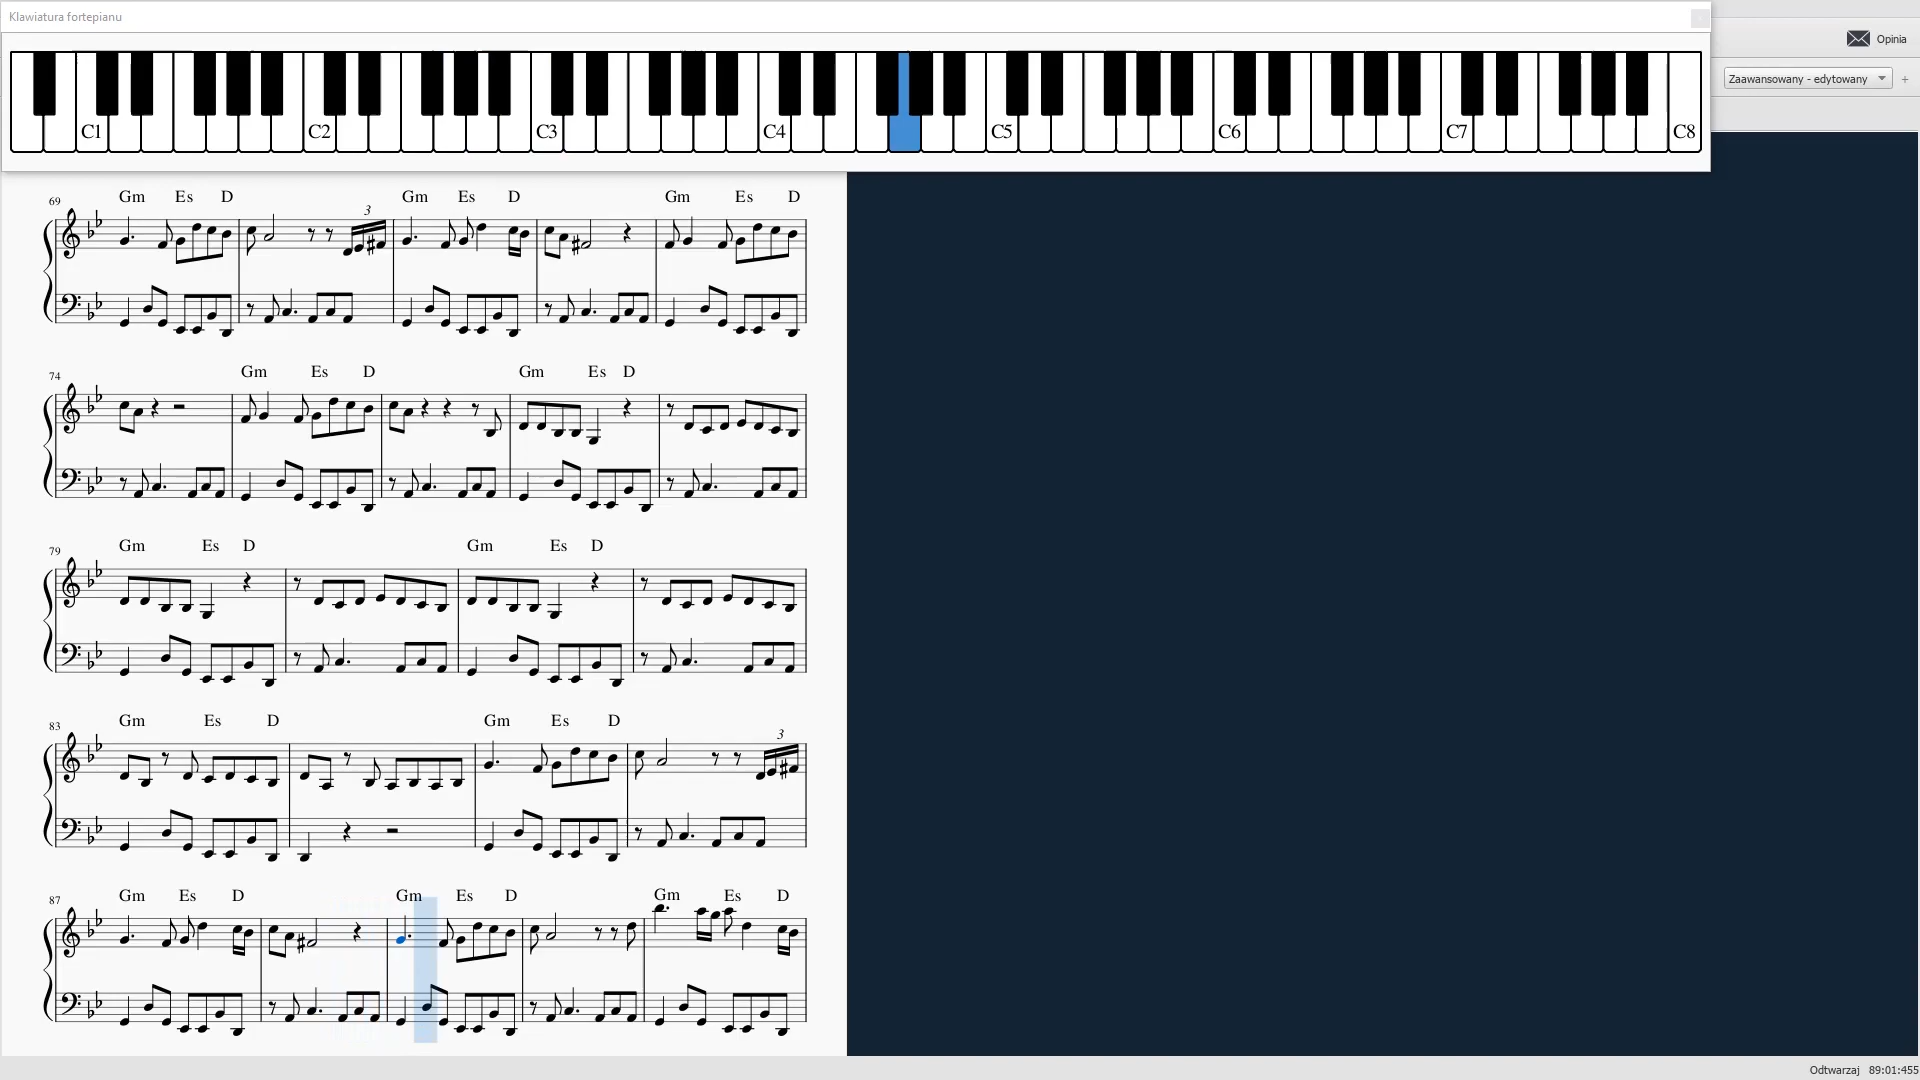 Klawiatura fortepianu
Opinia
Zaawansowany - edytowany
+
C1 C2 C3 C4 C5 C6 C7 C8
69 Gm Es D Gm Es D Gm Es D
3
74 Gm Es D Gm Es D
79 Gm Es D Gm Es D
83 Gm Es D Gm Es D
3
87 Gm Es D Gm Es D Gm Es D
Odtwarzaj 89:01:455